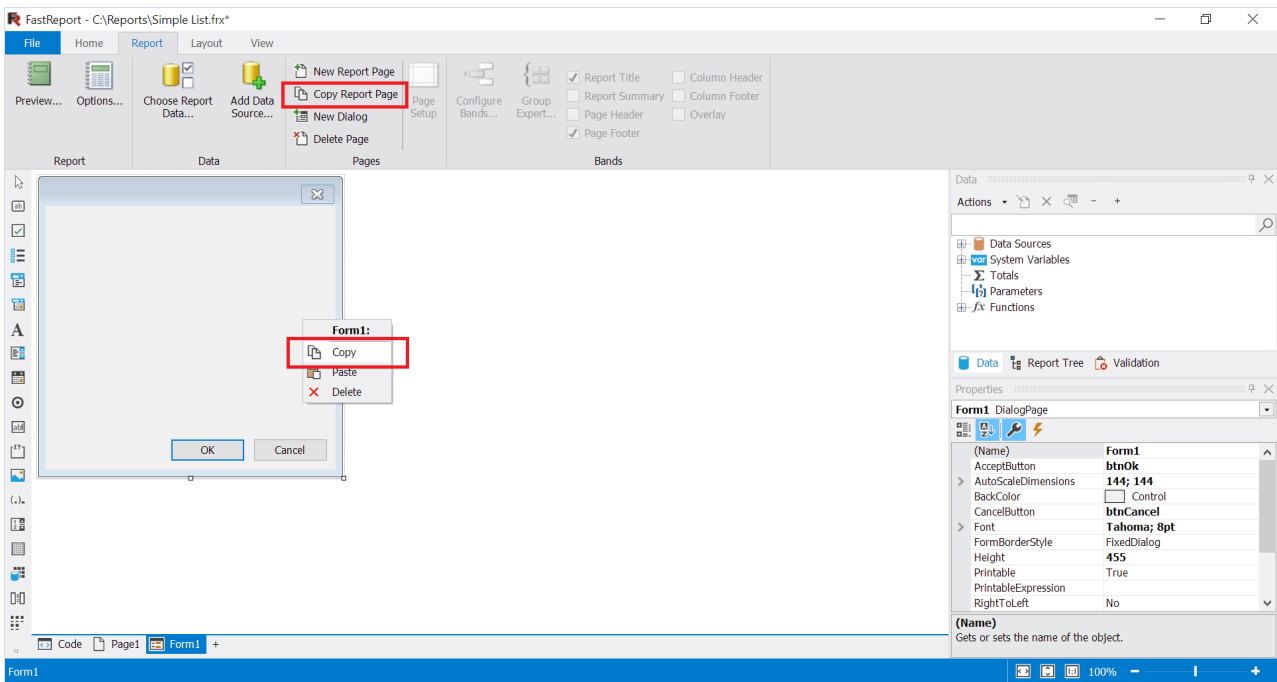 FastReport - C:\Reports\Simple List.frx*
File Home Report Layout View
Preview... Options... Choose Report Data... Add Data Source...
New Report Page
Copy Report Page
New Dialog
Delete Page
Page Setup
Configure Bands... Group Expert...
Report Title Column Header
Report Summary Column Footer
Page Header Overlay
Page Footer
Report Data Pages Bands
Data
Actions
Data Sources
var System Variables
Totals
Parameters
fx Functions
Data Report Tree Validation
Properties
Form1 DialogPage
(Name) Form1
AcceptButton btnOk
AutoScaleDimensions 144; 144
BackColor Control
CancelButton btnCancel
Font Tahoma; 8pt
FormBorderStyle FixedDialog
Height 455
Printable True
PrintableExpression
RightToLeft No
(Name)
Gets or sets the name of the object.
Form1:
Copy
Paste
Delete
OK Cancel
Code Page1 Form1 +
Form1 100%